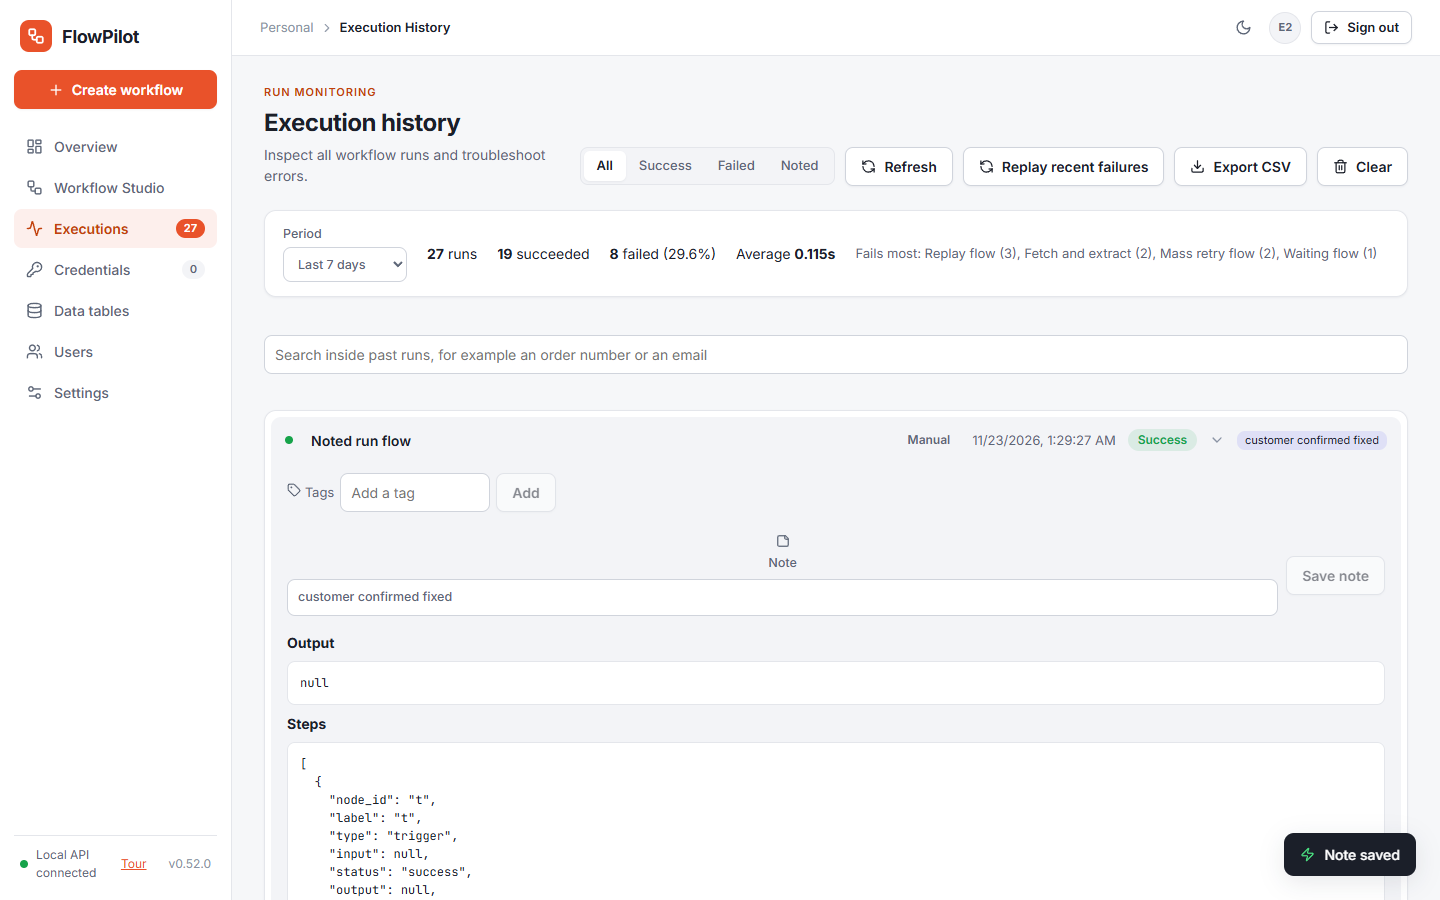 FlowPilot
Create workflow
Overview
Workflow Studio
Executions 27
Credentials 0
Data tables
Users
Settings
Local API
connected
Tour
v0.52.0
Personal > Execution History
E2
Sign out
RUN MONITORING
Execution history
Inspect all workflow runs and troubleshoot
errors.
All Success Failed Noted
Refresh
Replay recent failures
Export CSV
Clear
Period
Last 7 days
27 runs 19 succeeded 8 failed (29.6%) Average 0.115s Fails most: Replay flow (3), Fetch and extract (2), Mass retry flow (2), Waiting flow (1)
Search inside past runs, for example an order number or an email
Noted run flow Manual 11/23/2026, 1:29:27 AM Success customer confirmed fixed
Tags Add a tag Add
Note
customer confirmed fixed
Save note
Output
null
Steps
[
{
"node_id": "t",
"label": "t",
"type": "trigger",
"input": null,
"status": "success",
"output": null,
Note saved